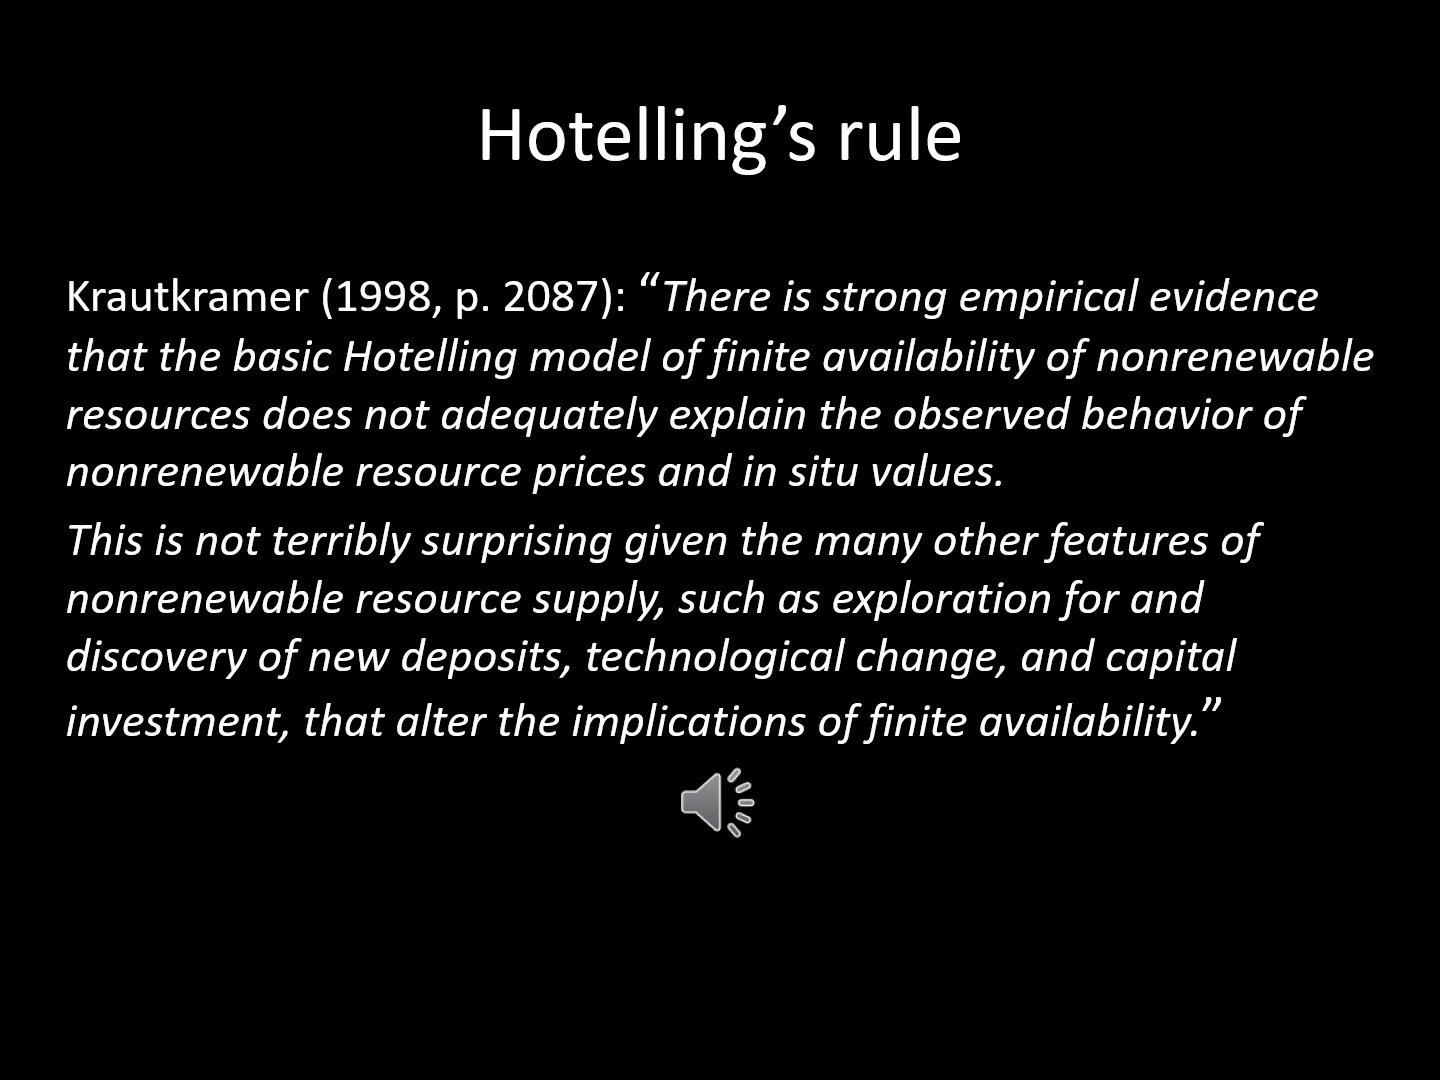 Hotelling’s rule
Krautkramer (1998, p. 2087): “There is strong empirical evidence
that the basic Hotelling model of finite availability of nonrenewable
resources does not adequately explain the observed behavior of
nonrenewable resource prices and in situ values.
This is not terribly surprising given the many other features of
nonrenewable resource supply, such as exploration for and
discovery of new deposits, technological change, and capital
investment, that alter the implications of finite availability.”